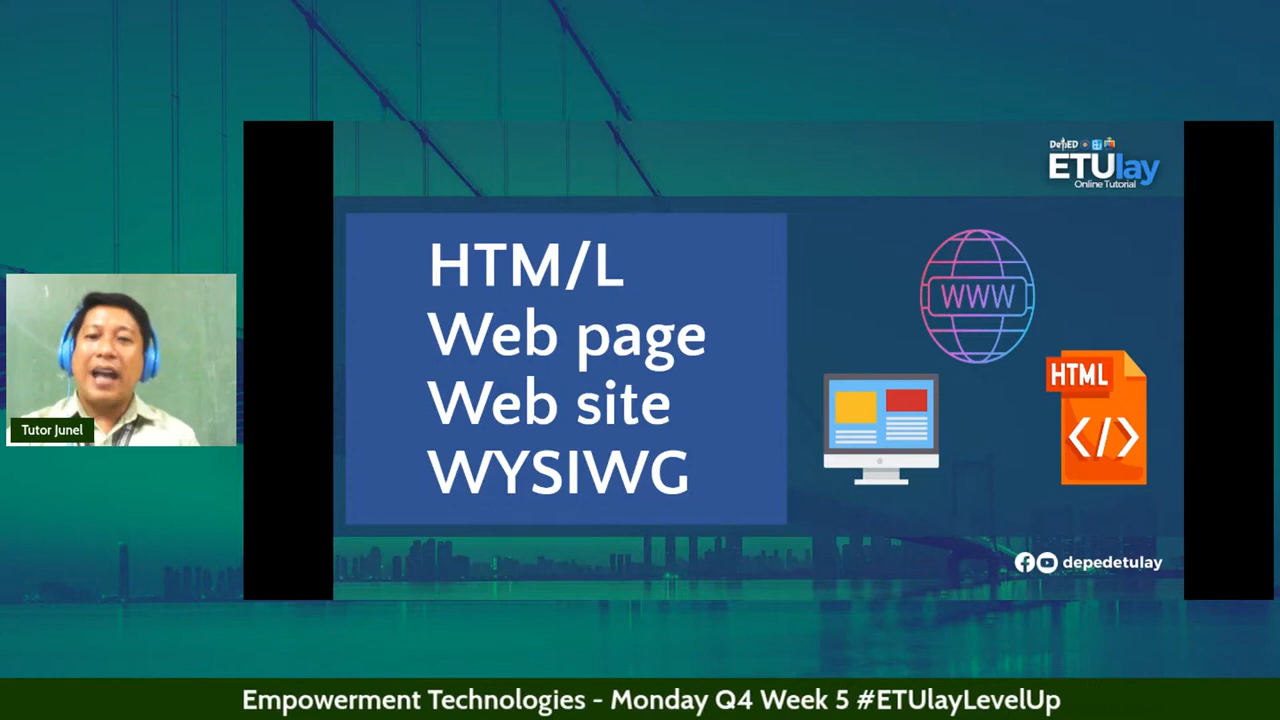 DepED
ETUlay
Online Tutorial
HTM/L
Web page
Web site
WYSIWG
WWW
HTML
</>
Tutor Junel
depedetulay
Empowerment Technologies - Monday Q4 Week 5 #ETUlayLevelUp